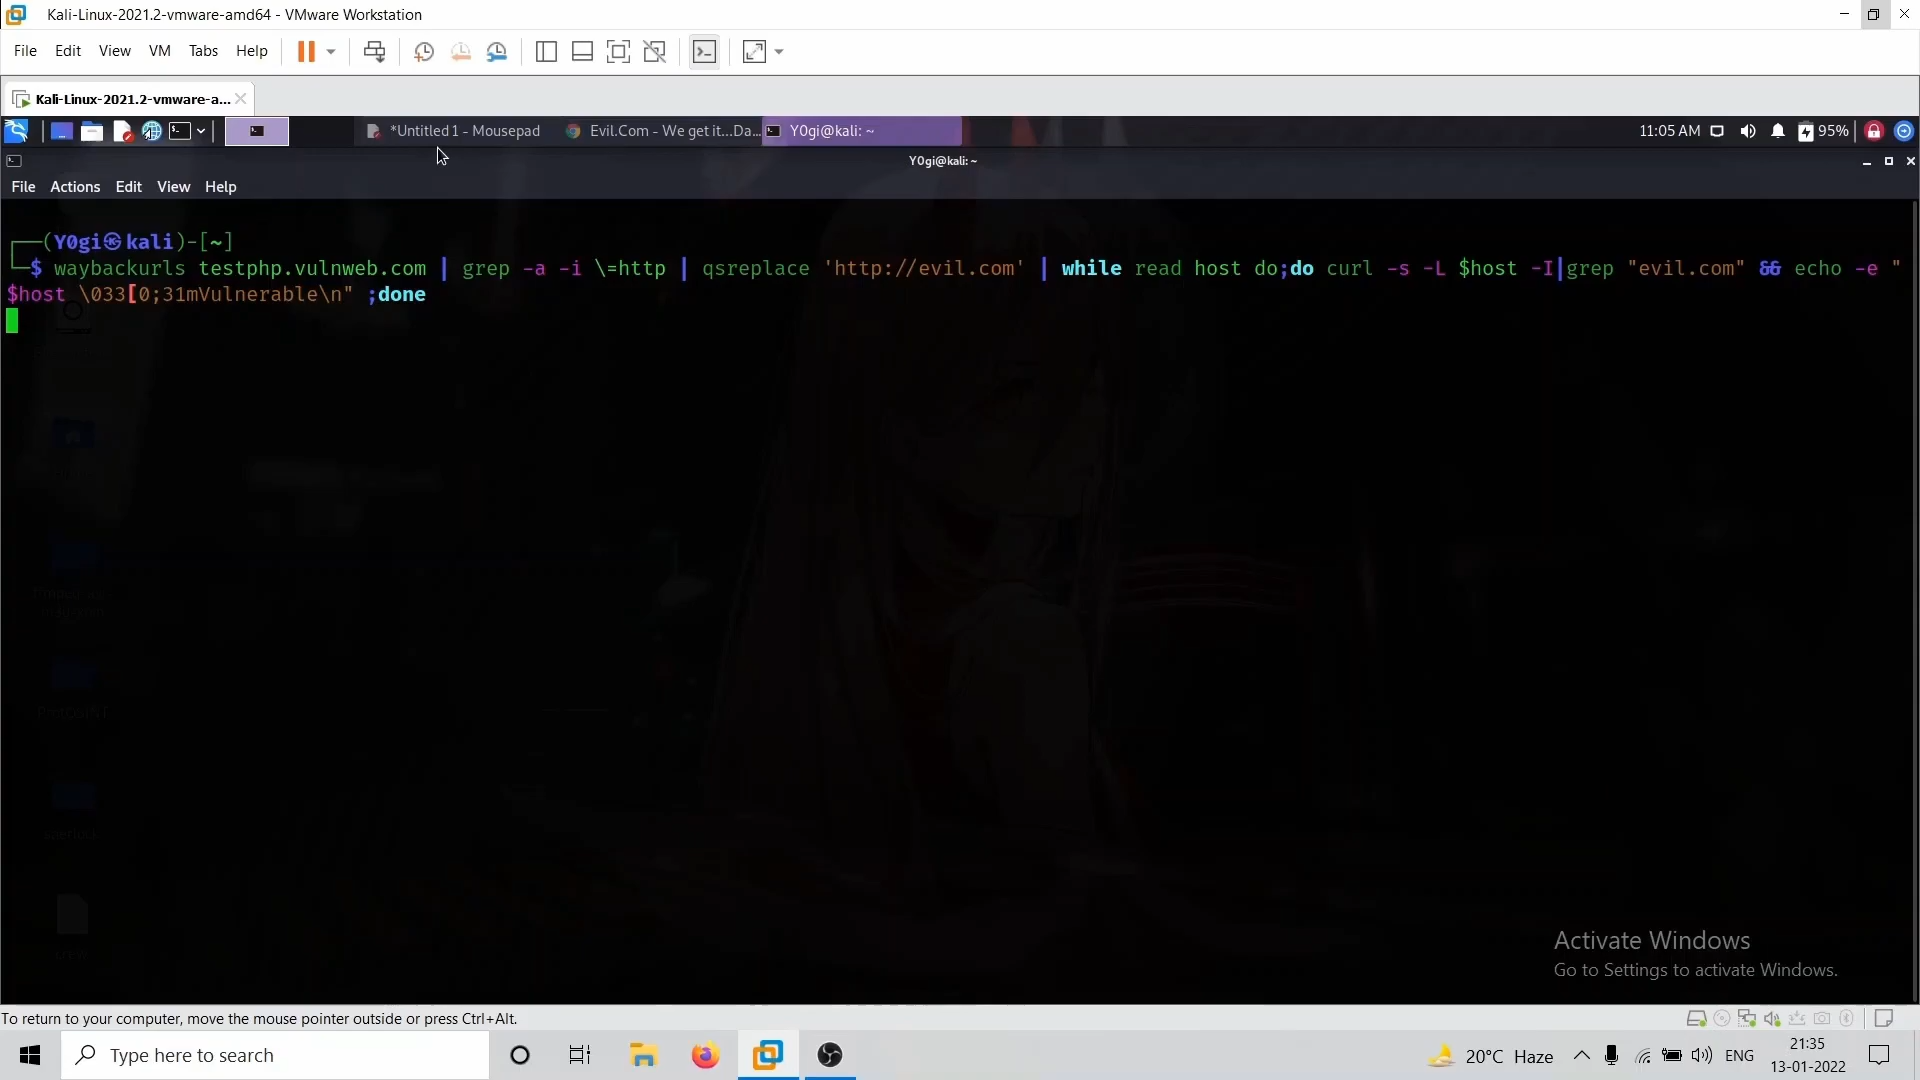 Kali-Linux-2021.2-vmware-amd64 - VMware Workstation
File Edit View VM Tabs Help
Kali-Linux-2021.2-vmware-a...
*Untitled 1 - Mousepad Evil.Com - We get it...Da... Y0gi@kali: ~ 11:05 AM 95%
Y0gi@kali: ~
File Actions Edit View Help
┌──(Y0gi㉿kali)-[~]
└─$ waybackurls testphp.vulnweb.com | grep -a -i \=http | qsreplace 'http://evil.com' | while read host do;do curl -s -L $host -I|grep "evil.com" && echo -e "
$host \033[0;31mVulnerable\n" ;done
Activate Windows
Go to Settings to activate Windows.
To return to your computer, move the mouse pointer outside or press Ctrl+Alt.
Type here to search 20°C Haze ENG 21:35
13-01-2022